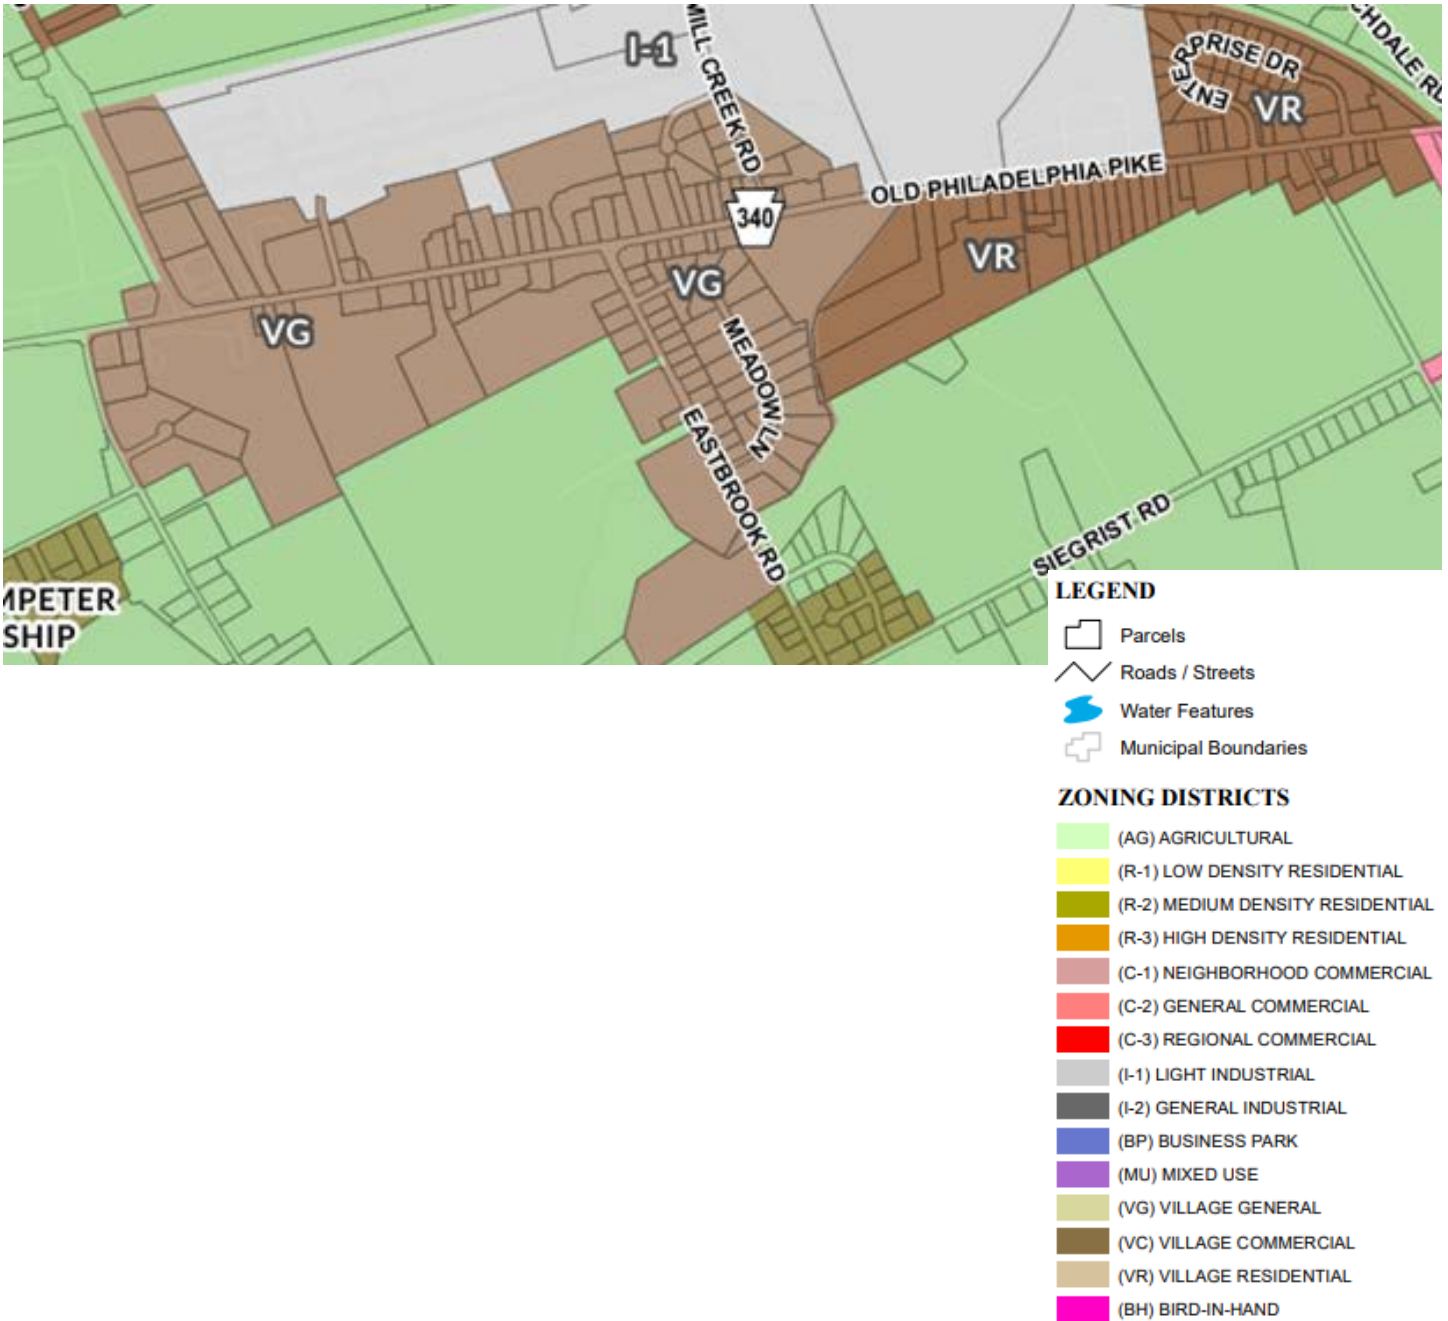 I-1
MILL CREEK RD
CHDALE RD
ENTERPRISE DR
VR
OLD PHILADELPHIA PIKE
340
VR
VG
VG
MEADOW LN
EASTBROOK RD
SIEGRIST RD
MPETER
SHIP
LEGEND
Parcels
Roads / Streets
Water Features
Municipal Boundaries
ZONING DISTRICTS
(AG) AGRICULTURAL
(R-1) LOW DENSITY RESIDENTIAL
(R-2) MEDIUM DENSITY RESIDENTIAL
(R-3) HIGH DENSITY RESIDENTIAL
(C-1) NEIGHBORHOOD COMMERCIAL
(C-2) GENERAL COMMERCIAL
(C-3) REGIONAL COMMERCIAL
(I-1) LIGHT INDUSTRIAL
(I-2) GENERAL INDUSTRIAL
(BP) BUSINESS PARK
(MU) MIXED USE
(VG) VILLAGE GENERAL
(VC) VILLAGE COMMERCIAL
(VR) VILLAGE RESIDENTIAL
(BH) BIRD-IN-HAND